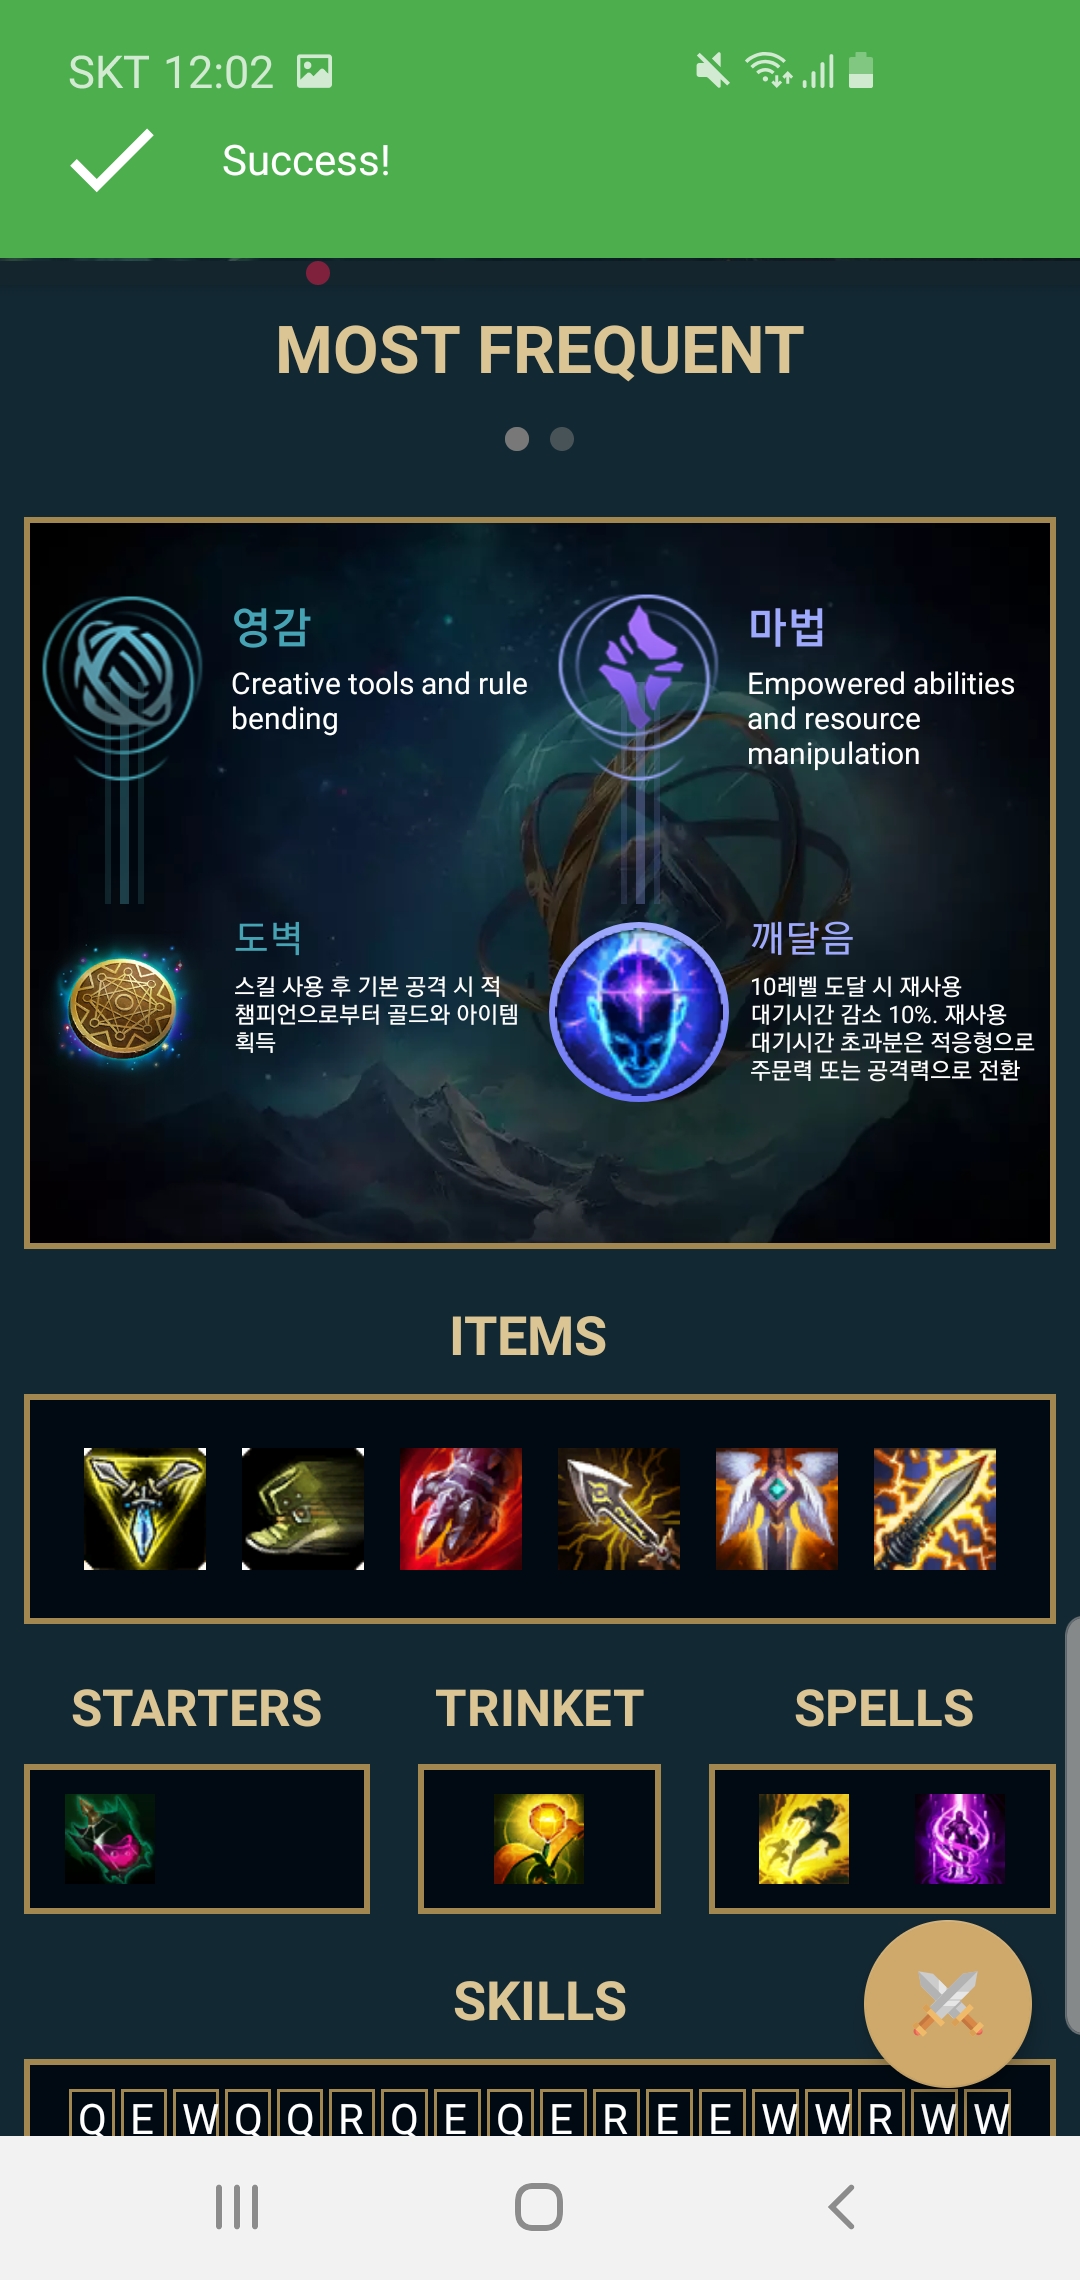 SKT 12:02
Success!
MOST FREQUENT
영감
Creative tools and rule
bending
마법
Empowered abilities
and resource
manipulation
도벽
스킬 사용 후 기본 공격 시 적
챔피언으로부터 골드와 아이템
획득
깨달음
10레벨 도달 시 재사용
대기시간 감소 10%. 재사용
대기시간 초과분은 적응형으로
주문력 또는 공격력으로 전환
ITEMS
STARTERS
TRINKET
SPELLS
SKILLS
Q E W Q Q R Q E Q E R E E W W R W W